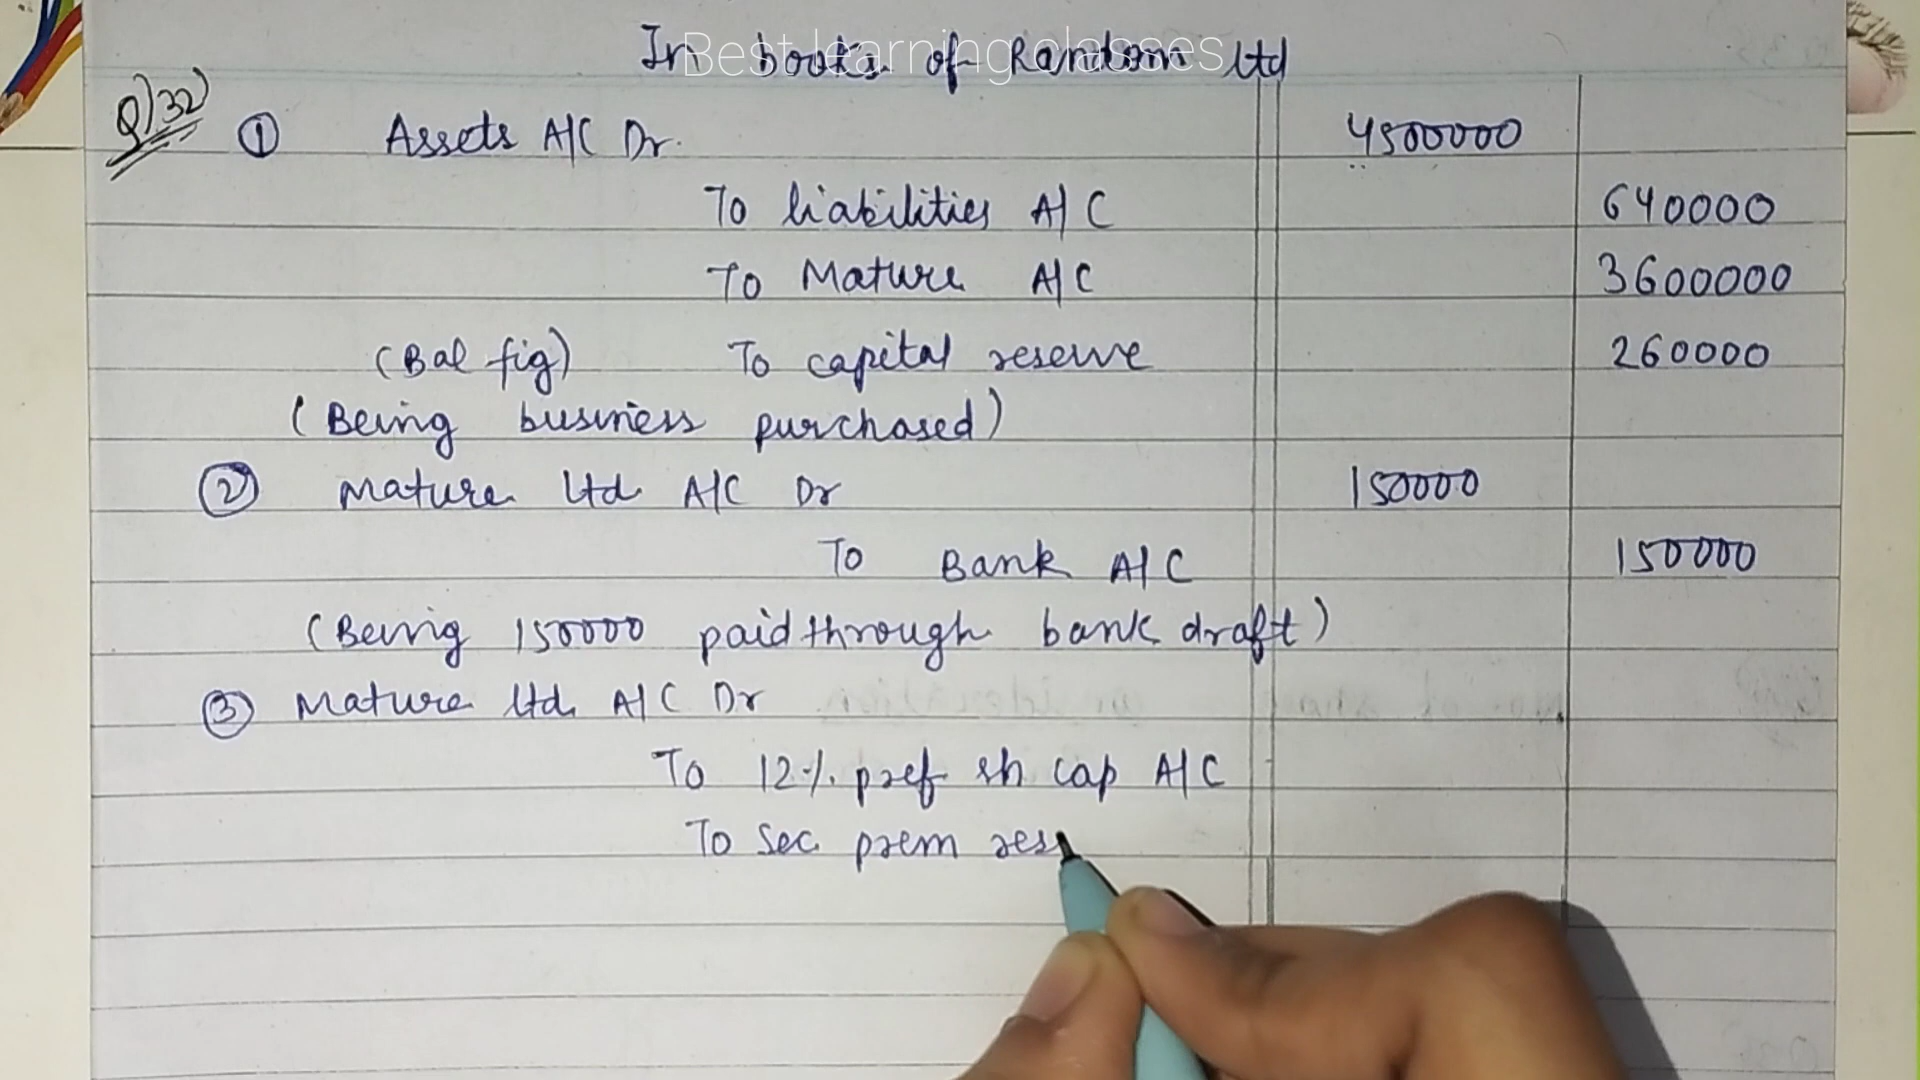 Best learning classes
In books of Random Ltd
Q)32) ① Assets A/C Dr. 4500000
To liabilities A/C 640000
To Mature A/C 3600000
(Bal fig) To capital reserve 260000
(Being business purchased)
② Mature Ltd A/C Dr 150000
To Bank A/C 150000
(Being 150000 paid through bank draft)
③ Mature Ltd A/C Dr
To 12% pref sh cap A/C
To Sec prem res